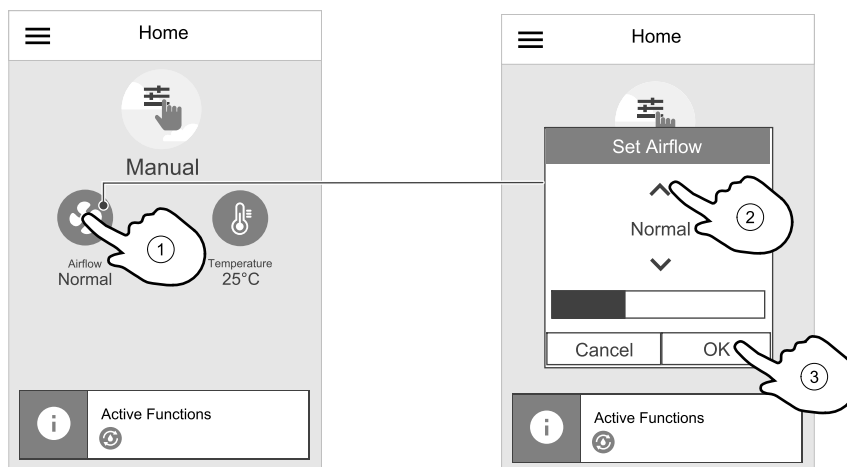 Home
Manual
Airflow
Normal
Temperature
25°C
1
Active Functions
i
Home
Set Airflow
Normal
2
Cancel
OK
3
Active Functions
i